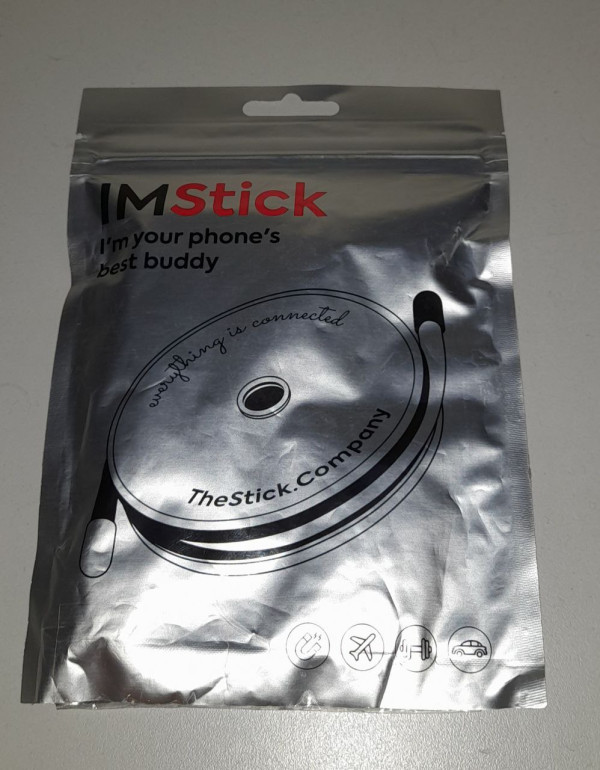 IMStick
I'm your phone's
best buddy
everything is connected
TheStick.Company